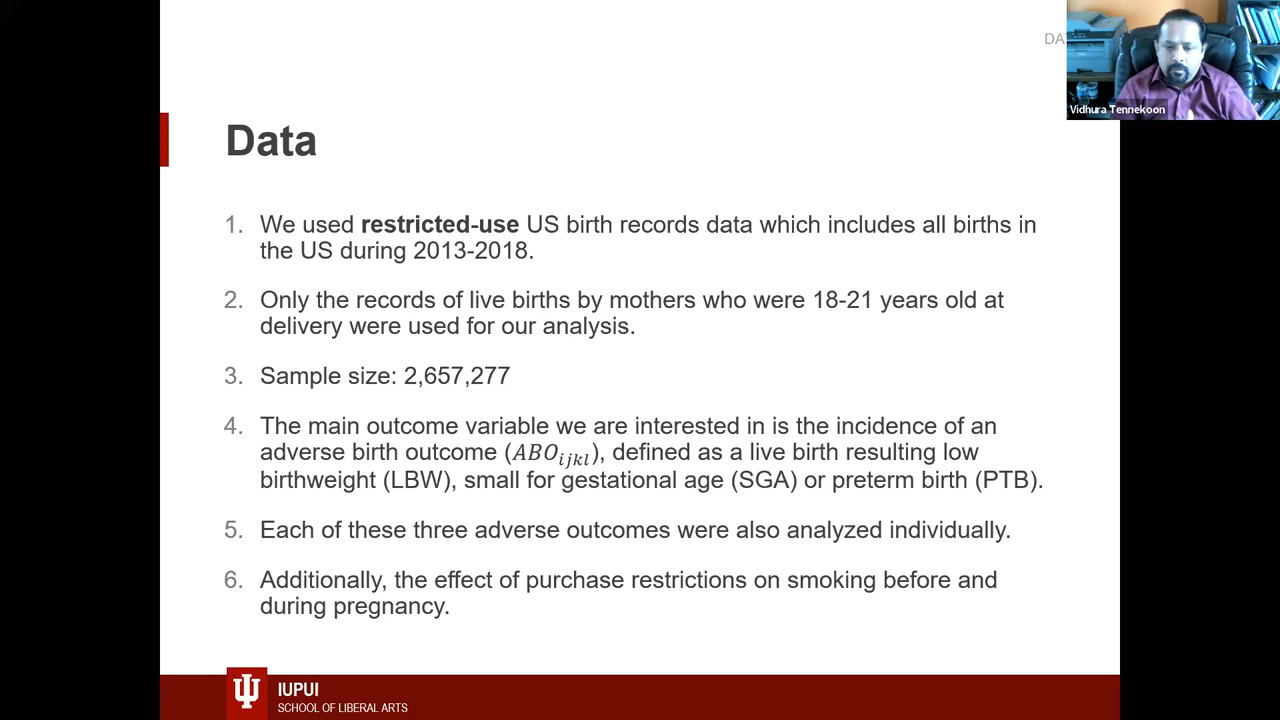 DA
Vidhura Tennekoon
Data
1. We used restricted-use US birth records data which includes all births in
the US during 2013-2018.
2. Only the records of live births by mothers who were 18-21 years old at
delivery were used for our analysis.
3. Sample size: 2,657,277
4. The main outcome variable we are interested in is the incidence of an
adverse birth outcome (ABOijkl), defined as a live birth resulting low
birthweight (LBW), small for gestational age (SGA) or preterm birth (PTB).
5. Each of these three adverse outcomes were also analyzed individually.
6. Additionally, the effect of purchase restrictions on smoking before and
during pregnancy.
IUPUI
SCHOOL OF LIBERAL ARTS